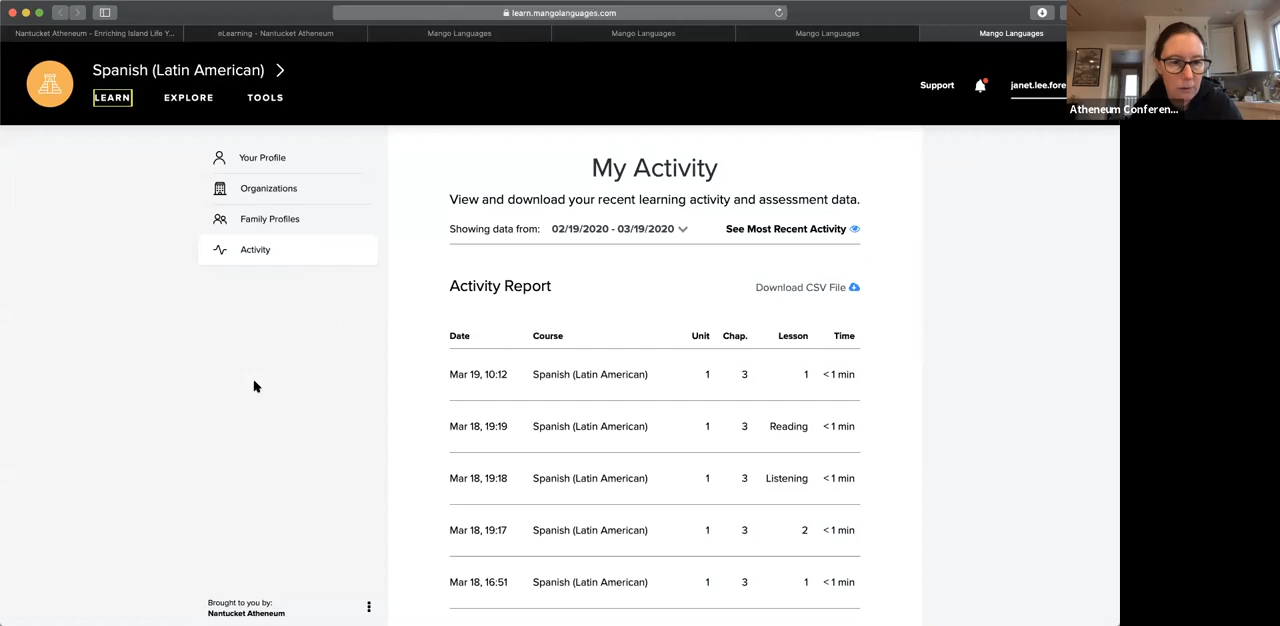 learn.mangolanguages.com
Nantucket Atheneum - Enriching Island Life Y...
eLearning - Nantucket Atheneum
Mango Languages
Mango Languages
Mango Languages
Mango Languages
Spanish (Latin American)
LEARN EXPLORE TOOLS
Support
janet.lee.fore
Atheneum Conferen...
Your Profile
Organizations
Family Profiles
Activity
My Activity
View and download your recent learning activity and assessment data.
Showing data from: 02/19/2020 - 03/19/2020 See Most Recent Activity
Activity Report Download CSV File
Date Course Unit Chap. Lesson Time
Mar 19, 10:12 Spanish (Latin American) 1 3 1 < 1 min
Mar 18, 19:19 Spanish (Latin American) 1 3 Reading < 1 min
Mar 18, 19:18 Spanish (Latin American) 1 3 Listening < 1 min
Mar 18, 19:17 Spanish (Latin American) 1 3 2 < 1 min
Mar 18, 16:51 Spanish (Latin American) 1 3 1 < 1 min
Brought to you by:
Nantucket Atheneum